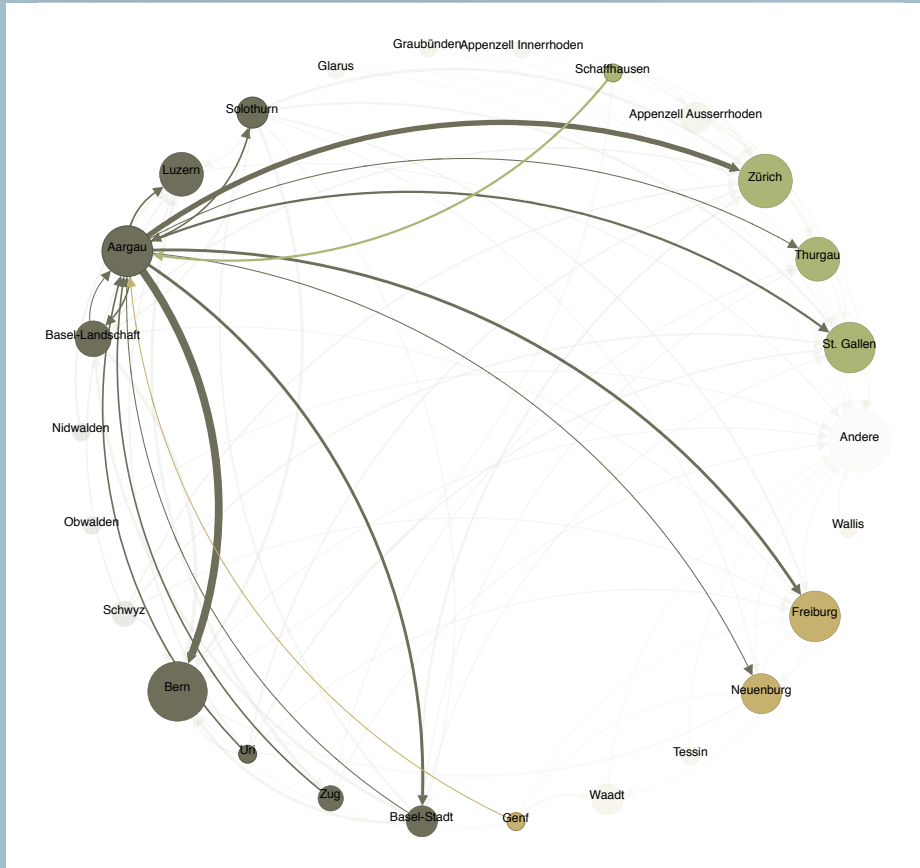 Graubünden
Appenzell Innerrhoden
Glarus
Schaffhausen
Solothurn
Appenzell Ausserrhoden
Luzern
Zürich
Aargau
Thurgau
Basel-Landschaft
St. Gallen
Nidwalden
Andere
Obwalden
Wallis
Schwyz
Freiburg
Bern
Neuenburg
Uri
Tessin
Zug
Waadt
Basel-Stadt
Genf